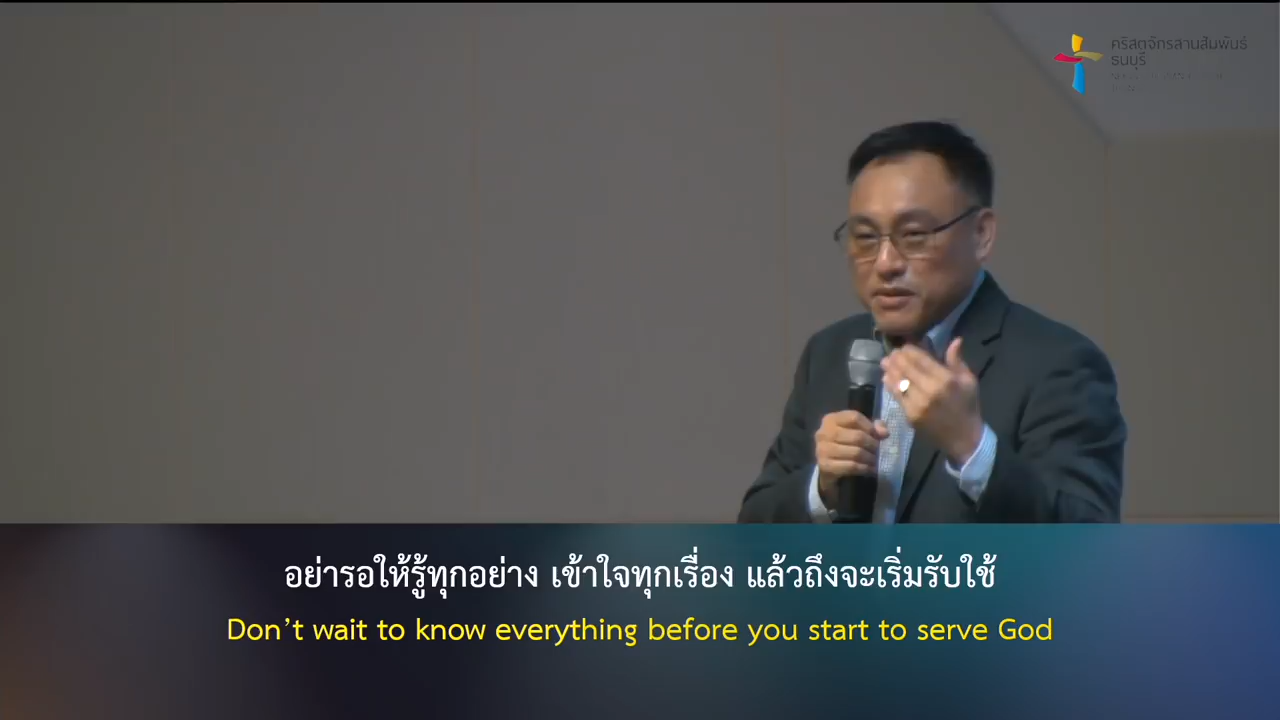 คริสตจักรสานสัมพันธ์
ธนบุรี
อย่ารอให้รู้ทุกอย่าง เข้าใจทุกเรื่อง แล้วถึงจะเริ่มรับใช้
Don't wait to know everything before you start to serve God